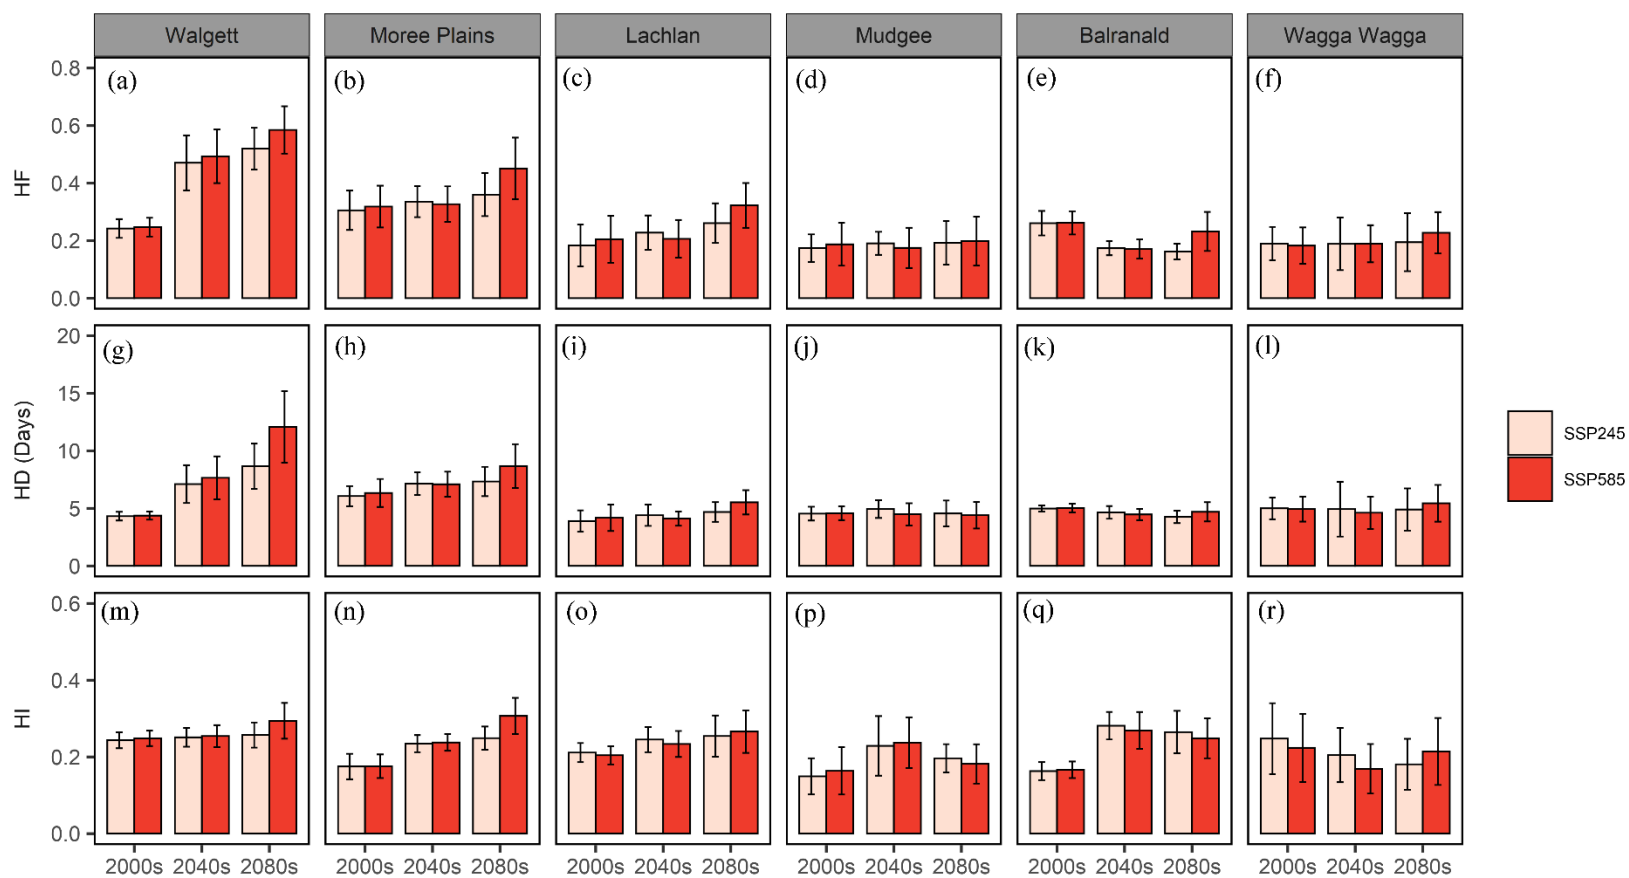 Walgett Moree Plains Lachlan Mudgee Balranald Wagga Wagga
HF
0.8
0.6
0.4
0.2
0.0
(a) (b) (c) (d) (e) (f)
HD (Days)
20
15
10
5
0
(g) (h) (i) (j) (k) (l)
HI
0.6
0.4
0.2
0.0
(m) (n) (o) (p) (q) (r)
2000s 2040s 2080s 2000s 2040s 2080s 2000s 2040s 2080s 2000s 2040s 2080s 2000s 2040s 2080s 2000s 2040s 2080s
SSP245
SSP585